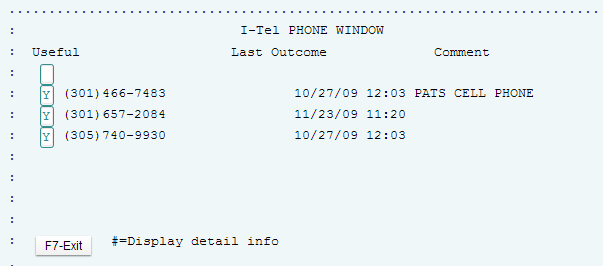 I-Tel PHONE WINDOW
Useful Last Outcome Comment
Y (301)466-7483 10/27/09 12:03 PATS CELL PHONE
Y (301)657-2084 11/23/09 11:20
Y (305)740-9930 10/27/09 12:03
F7-Exit #=Display detail info